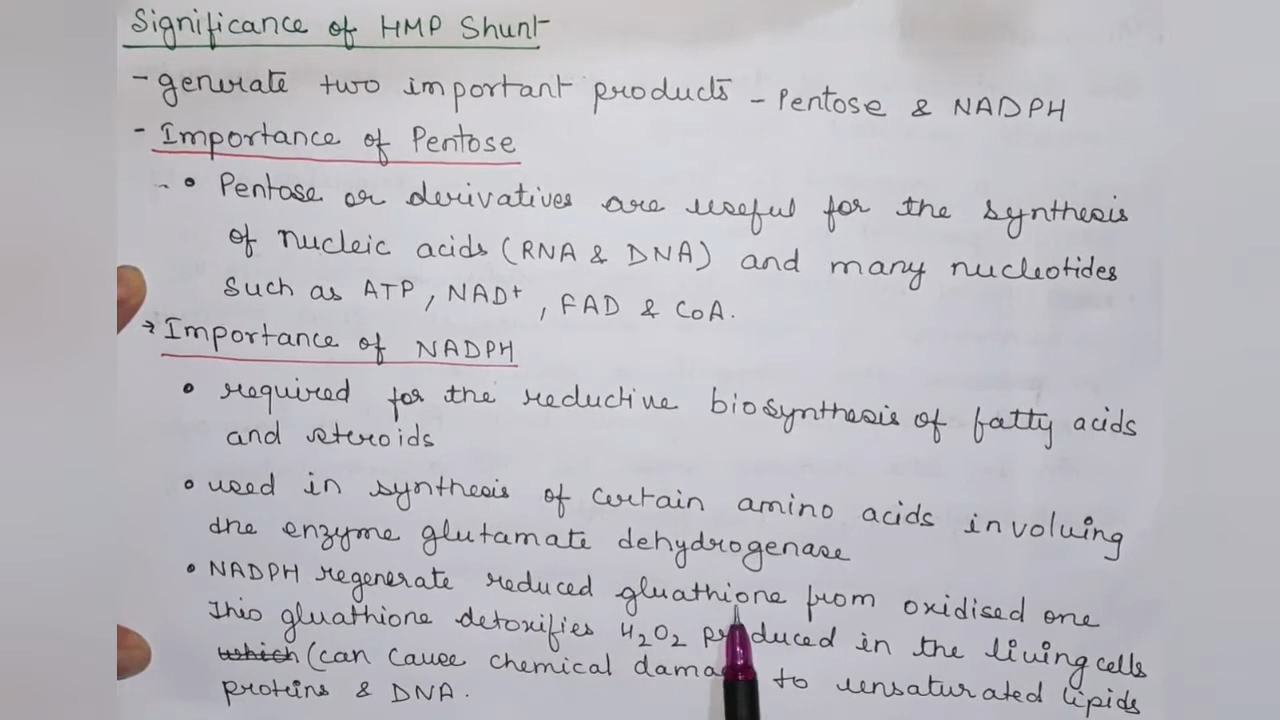 Significance of HMP Shunt
- generate two important products - Pentose & NADPH
- Importance of Pentose
• Pentose or derivatives are useful for the synthesis
of nucleic acids (RNA & DNA) and many nucleotides
Such as ATP, NAD+, FAD & CoA.
→ Importance of NADPH
• required for the reductive biosynthesis of fatty acids
and steroids
• used in synthesis of certain amino acids involving
the enzyme glutamate dehydrogenase
• NADPH regenerate reduced gluathione from oxidised one
This gluathione detoxifies H2O2 produced in the living cells
which (can cause chemical damage to unsaturated lipids
proteins & DNA.